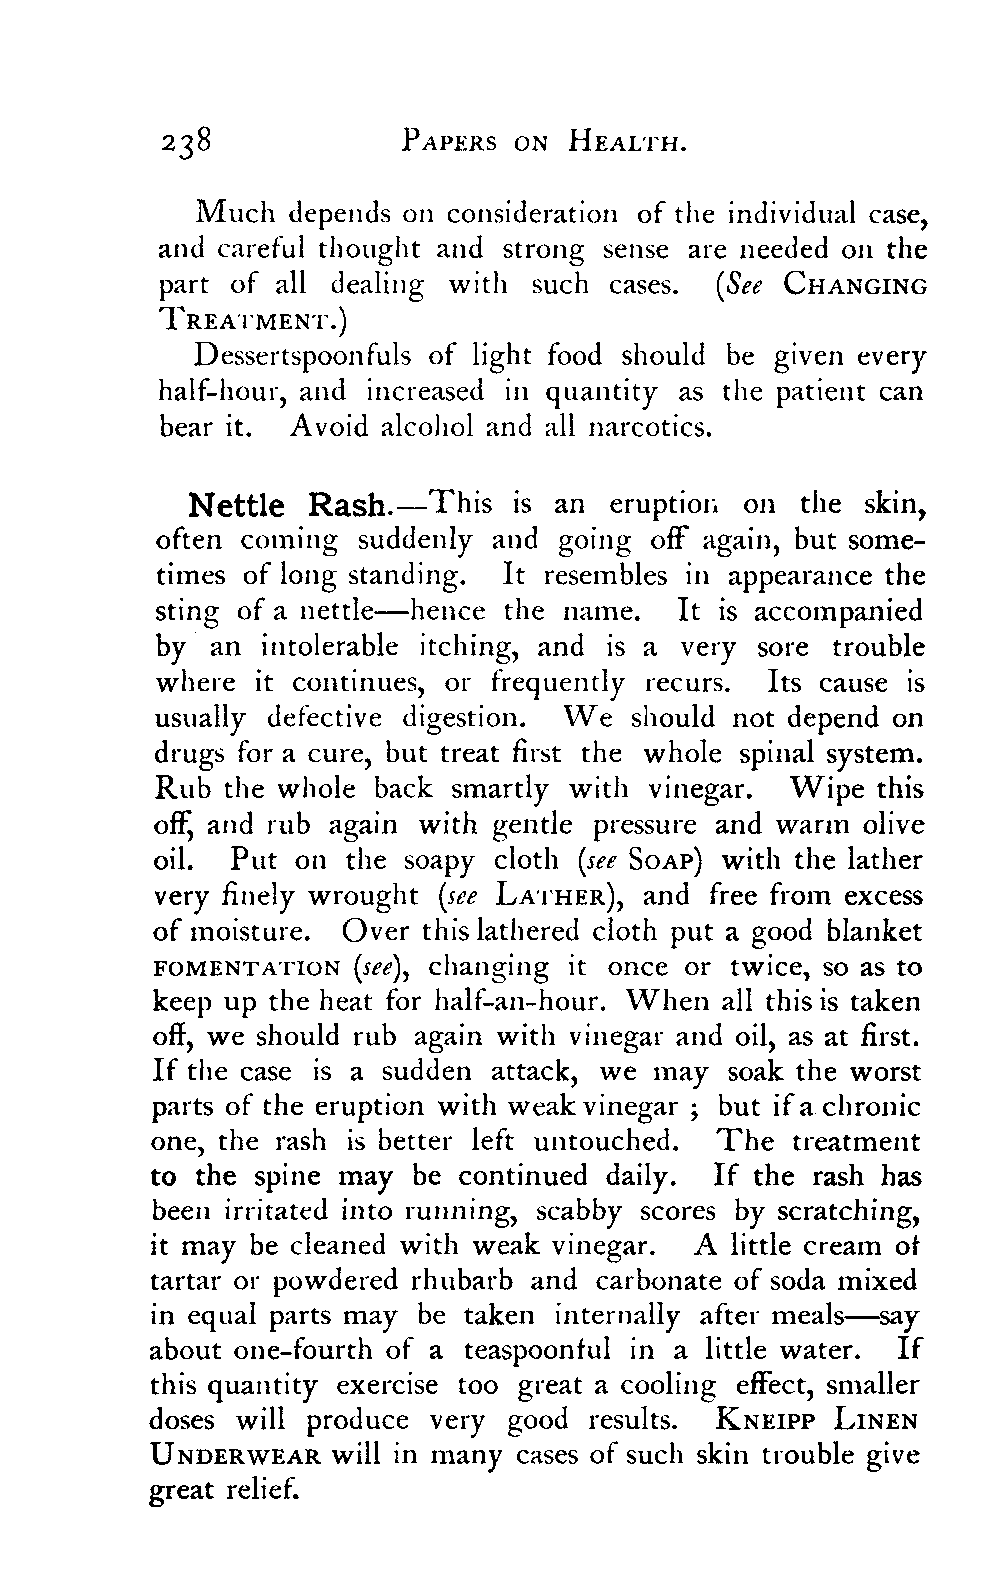 238 PAPERS ON HEALTH.
Much depends on consideration of the individual case,
and careful thought and strong sense are needed on the
part of all dealing with such cases. (See CHANGING
TREATMENT.)
Dessertspoonfuls of light food should be given every
half-hour, and increased in quantity as the patient can
bear it. Avoid alcohol and all narcotics.
Nettle Rash.—This is an eruption on the skin,
often coming suddenly and going off again, but some-
times of long standing. It resembles in appearance the
sting of a nettle—hence the name. It is accompanied
by an intolerable itching, and is a very sore trouble
where it continues, or frequently recurs. Its cause is
usually defective digestion. We should not depend on
drugs for a cure, but treat first the whole spinal system.
Rub the whole back smartly with vinegar. Wipe this
off, and rub again with gentle pressure and warm olive
oil. Put on the soapy cloth (see SOAP) with the lather
very finely wrought (see LATHER), and free from excess
of moisture. Over this lathered cloth put a good blanket
FOMENTATION (see), changing it once or twice, so as to
keep up the heat for half-an-hour. When all this is taken
off, we should rub again with vinegar and oil, as at first.
If the case is a sudden attack, we may soak the worst
parts of the eruption with weak vinegar ; but if a chronic
one, the rash is better left untouched. The treatment
to the spine may be continued daily. If the rash has
been irritated into running, scabby scores by scratching,
it may be cleaned with weak vinegar. A little cream of
tartar or powdered rhubarb and carbonate of soda mixed
in equal parts may be taken internally after meals—say
about one-fourth of a teaspoonful in a little water. If
this quantity exercise too great a cooling effect, smaller
doses will produce very good results. KNEIPP LINEN
UNDERWEAR will in many cases of such skin trouble give
great relief.